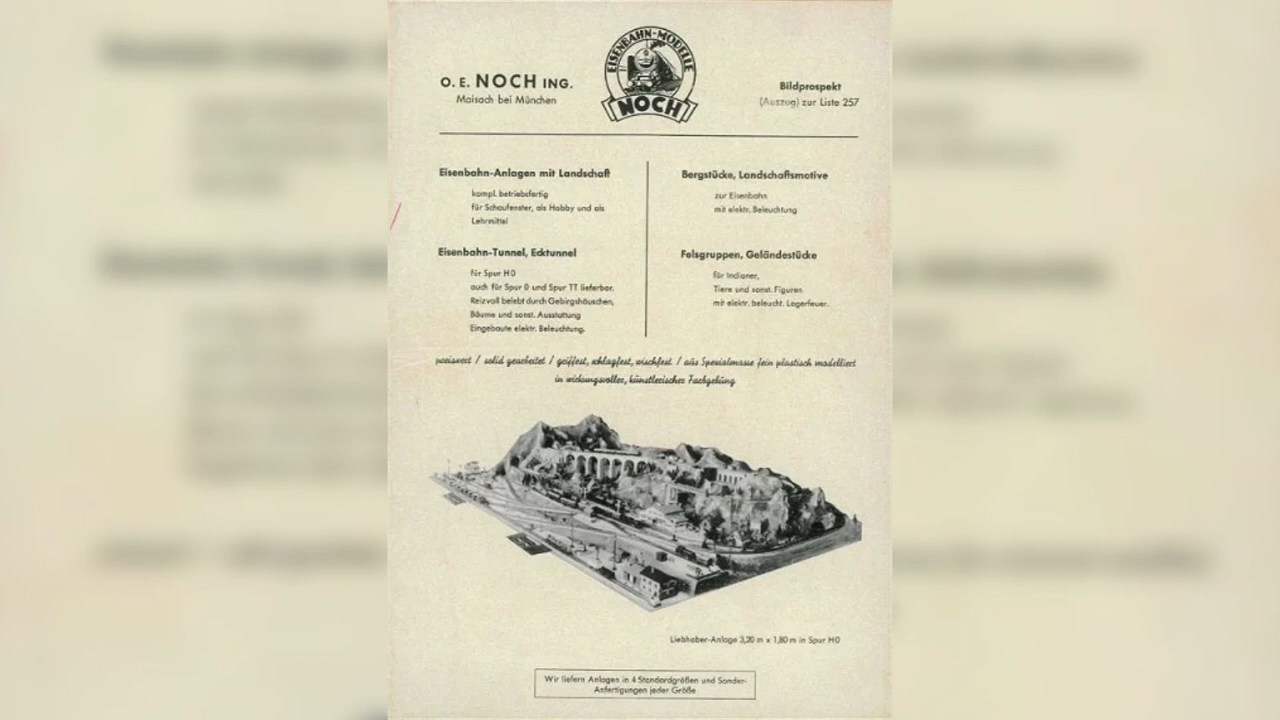 O. E. NOCH ING.
Maisach bei München
EISENBAHN-MODELLE
NOCH
Bildprospekt
(Auszug) zur Liste 257
Eisenbahn-Anlagen mit Landschaft
kompl. betriebsfertig
für Schaufenster, als Hobby und als
Lehrmittel
Eisenbahn-Tunnel, Ecktunnel
für Spur H0
auch für Spur 0 und Spur TT lieferbar.
Reizvoll belebt durch Gebirgshäuschen,
Bäume und sonst. Ausstattung
Eingebaute elektr. Beleuchtung.
Bergstücke, Landschaftsmotive
zur Eisenbahn
mit elektr. Beleuchtung
Felsgruppen, Geländestücke
für Indianer,
Tiere und sonst. Figuren
mit elektr. beleucht. Lagerfeuer.
preiswert / solid gearbeitet / griffest, schlagfest, wischfest / aus Spezialmasse fein plastisch modelliert
in wirkungsvoller, künstlerischer Farbgebung
Liebhaber-Anlage 3,20 m x 1,80 m in Spur H0
Wir liefern Anlagen in 4 Standardgrößen und Sonder-
Anfertigungen jeder Größe